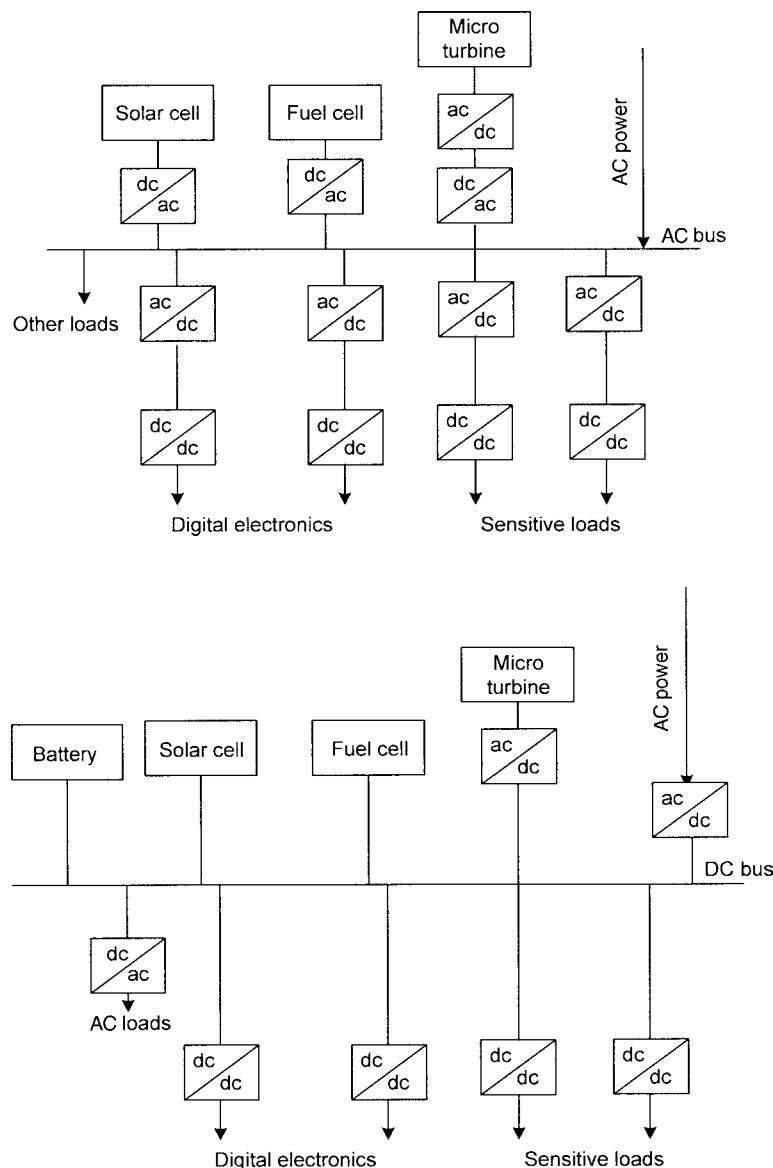 Micro
turbine
Solar cell
Fuel cell
AC power
ac
dc
dc
ac
dc
ac
dc
ac
AC bus
Other loads
ac
dc
ac
dc
ac
dc
ac
dc
dc
dc
dc
dc
dc
dc
dc
dc
Digital electronics
Sensitive loads
Micro
turbine
AC power
Battery
Solar cell
Fuel cell
ac
dc
ac
dc
DC bus
dc
ac
AC loads
dc
dc
dc
dc
dc
dc
dc
dc
Digital electronics
Sensitive loads